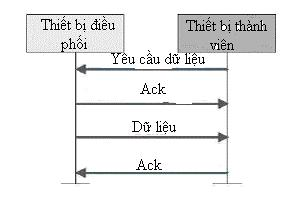 Thiết bị điều
phối
Thiết bị thành
viên
Yêu cầu dữ liệu
Ack
Dữ liệu
Ack